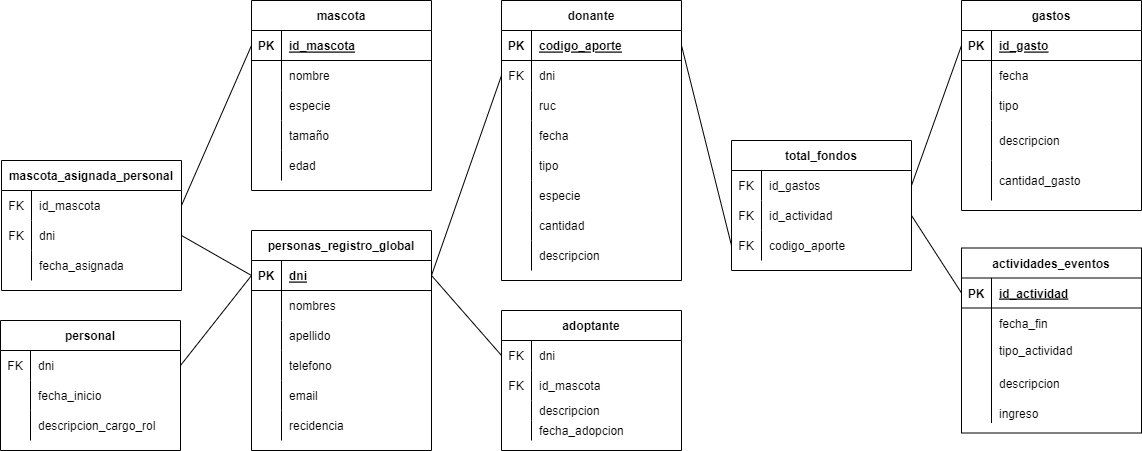 mascota
PK id_mascota
nombre
especie
tamaño
edad
donante
PK codigo_aporte
FK dni
ruc
fecha
tipo
especie
cantidad
descripcion
gastos
PK id_gasto
fecha
tipo
descripcion
cantidad_gasto
mascota_asignada_personal
FK id_mascota
FK dni
fecha_asignada
total_fondos
FK id_gastos
FK id_actividad
FK codigo_aporte
personas_registro_global
PK dni
nombres
apellido
telefono
email
recidencia
actividades_eventos
PK id_actividad
fecha_fin
tipo_actividad
descripcion
ingreso
personal
FK dni
fecha_inicio
descripcion_cargo_rol
adoptante
FK dni
FK id_mascota
descripcion
fecha_adopcion